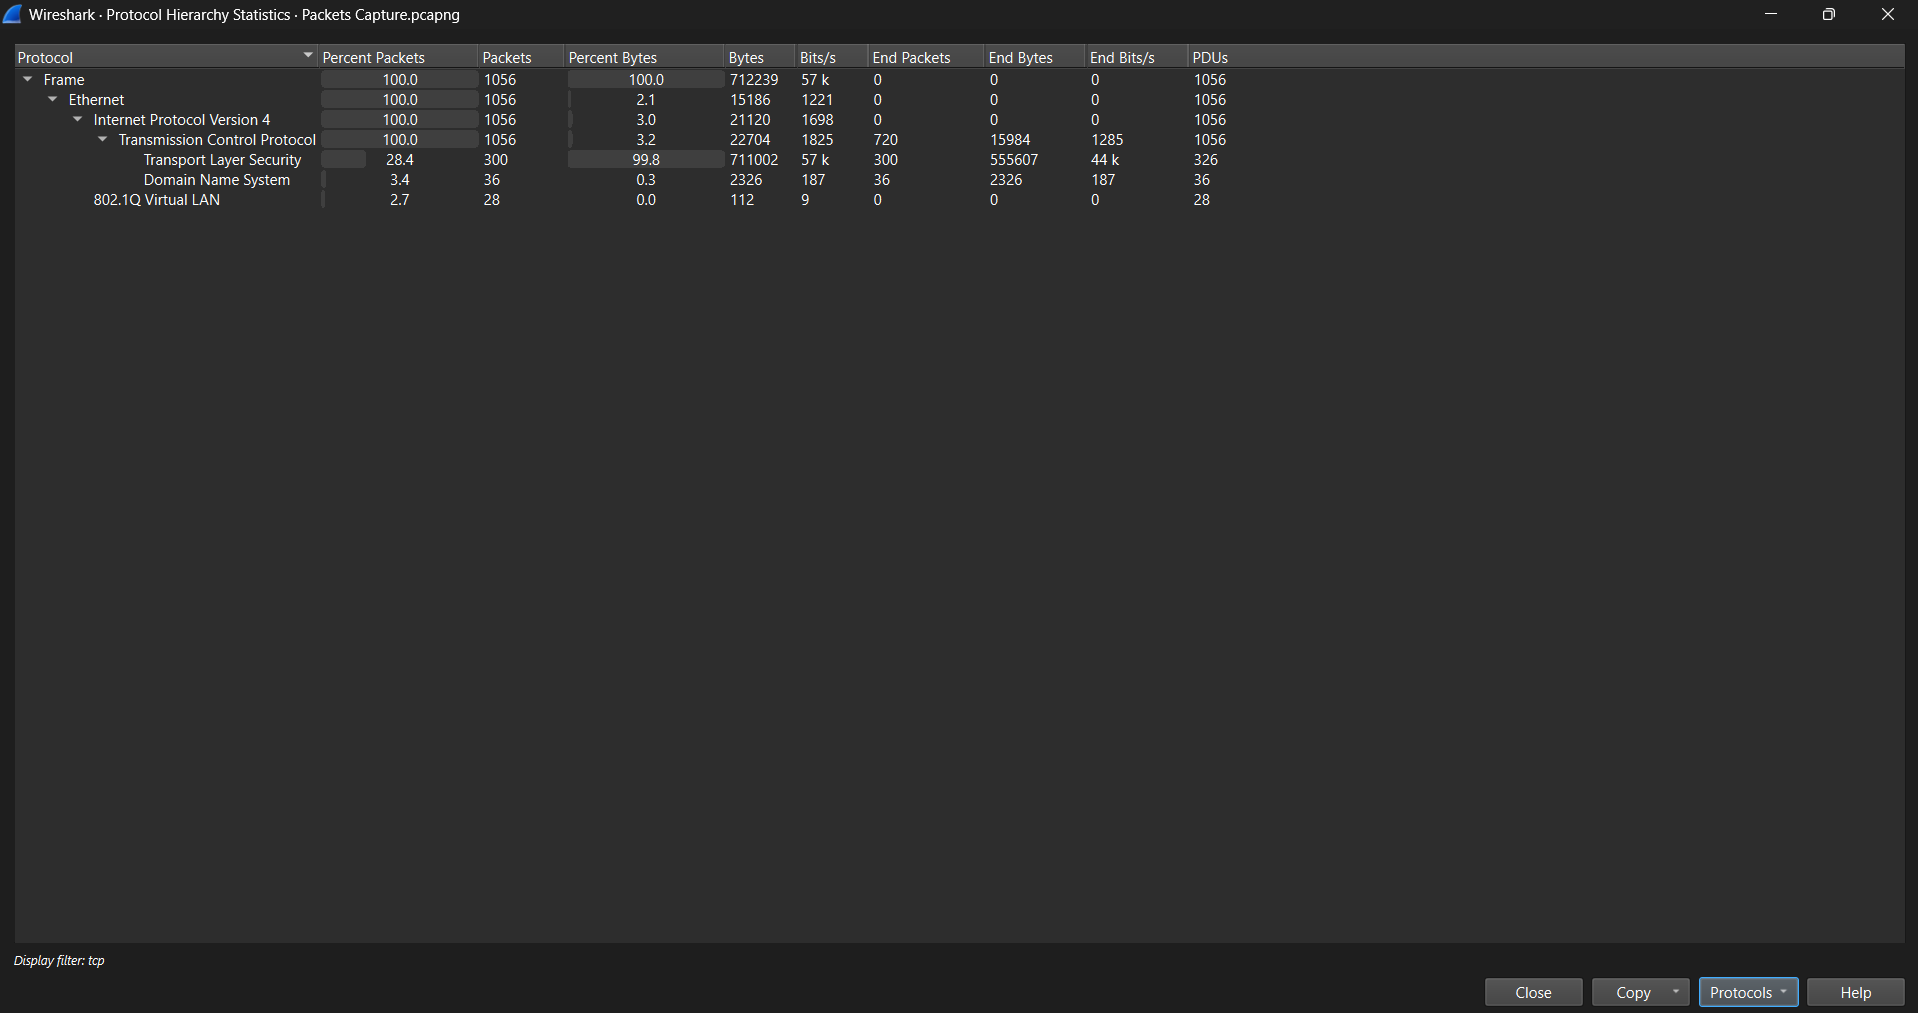 Wireshark · Protocol Hierarchy Statistics · Packets Capture.pcapng
Protocol Percent Packets Packets Percent Bytes Bytes Bits/s End Packets End Bytes End Bits/s PDUs
Frame 100.0 1056 100.0 712239 57 k 0 0 0 1056
Ethernet 100.0 1056 2.1 15186 1221 0 0 0 1056
Internet Protocol Version 4 100.0 1056 3.0 21120 1698 0 0 0 1056
Transmission Control Protocol 100.0 1056 3.2 22704 1825 720 15984 1285 1056
Transport Layer Security 28.4 300 99.8 711002 57 k 300 555607 44 k 326
Domain Name System 3.4 36 0.3 2326 187 36 2326 187 36
802.1Q Virtual LAN 2.7 28 0.0 112 9 0 0 0 28
Display filter: tcp
Close Copy Protocols Help